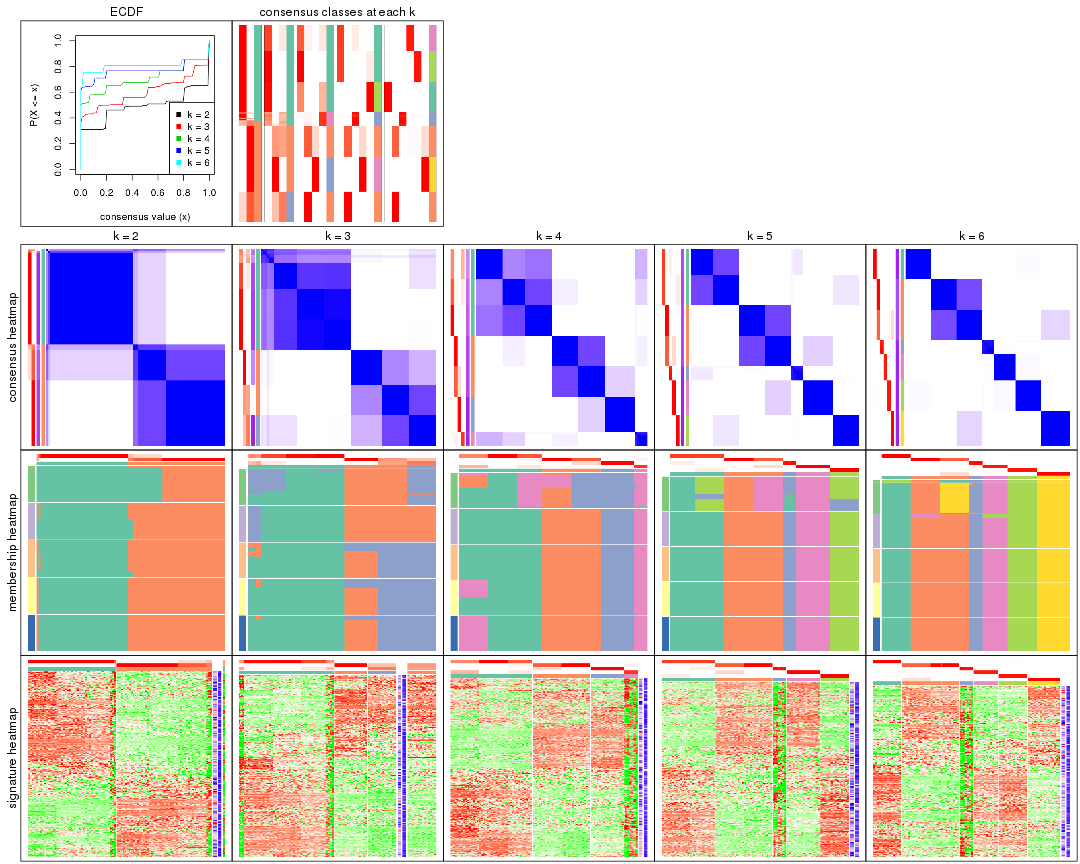 ECDF
consensus classes at each k
P(X <= x)
0.0 0.2 0.4 0.6 0.8 1.0
k = 2
k = 3
k = 4
k = 5
k = 6
0.0 0.2 0.4 0.6 0.8 1.0
consensus value (x)
k = 2
k = 3
k = 4
k = 5
k = 6
consensus heatmap
membership heatmap
signature heatmap